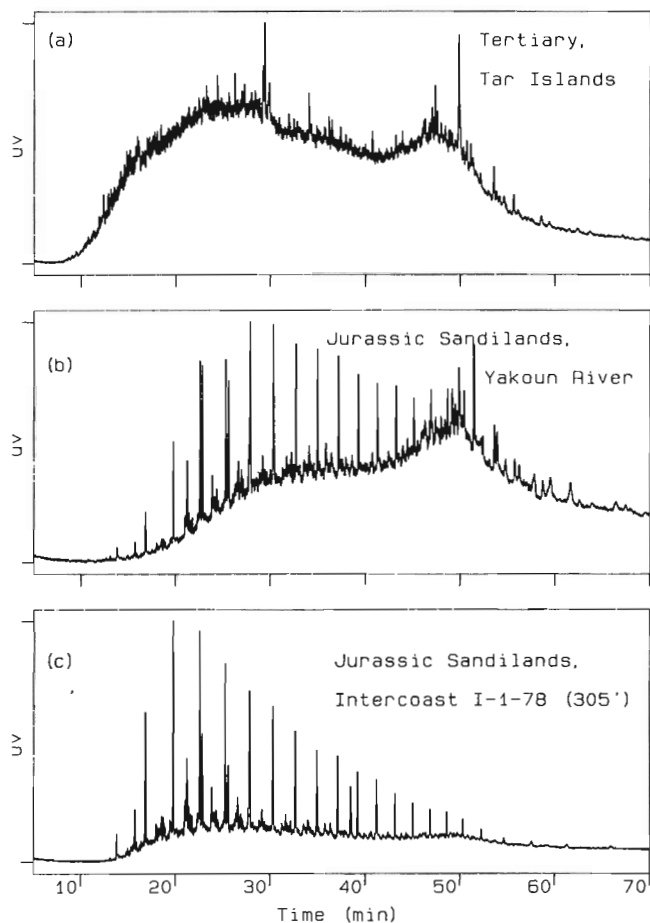 (a)
Tertiary,
Tar Islands
UV
(b)
Jurassic Sandilands,
Yakoun River
UV
(c)
Jurassic Sandilands,
Intercoast I-1-78 (305')
UV
10 20 30 40 50 60 70
Time (min)